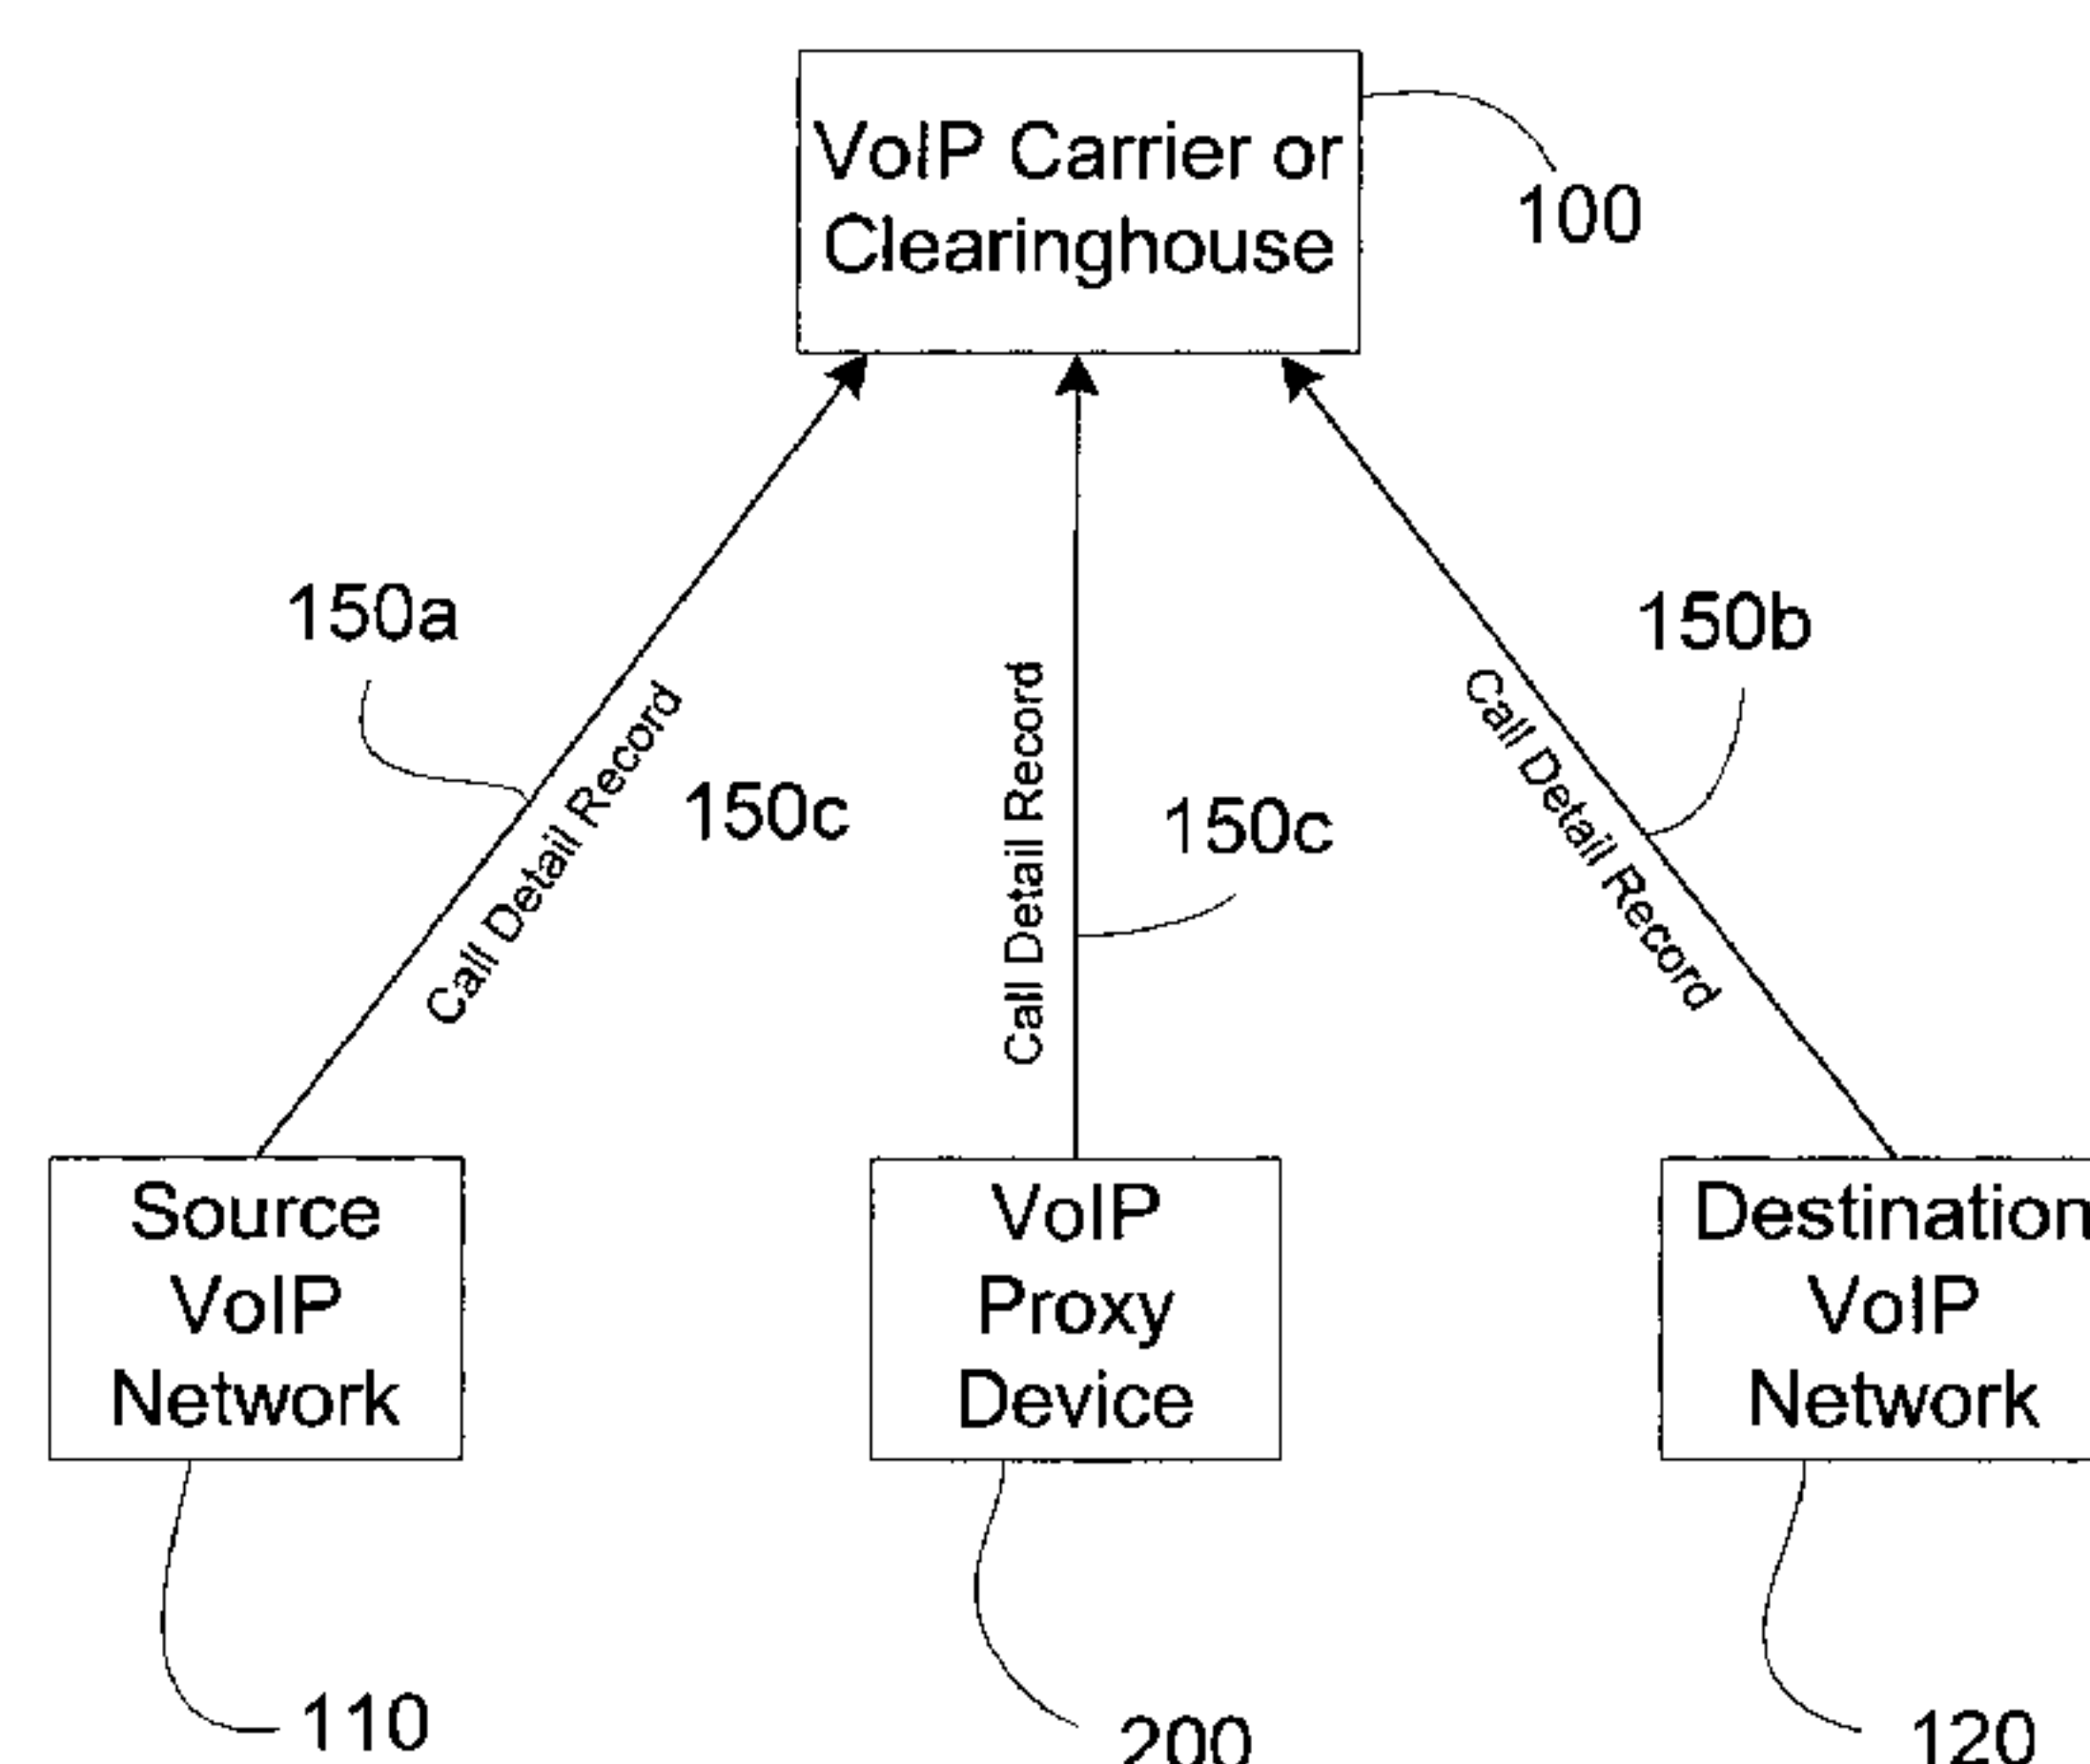 VoIP Carrier or
Clearinghouse
100
150a
150b
Call Detail Record
150c
Call Detail Record
150c
Call Detail Record
Source
VoIP
Network
VoIP
Proxy
Device
Destination
VoIP
Network
110
200
120